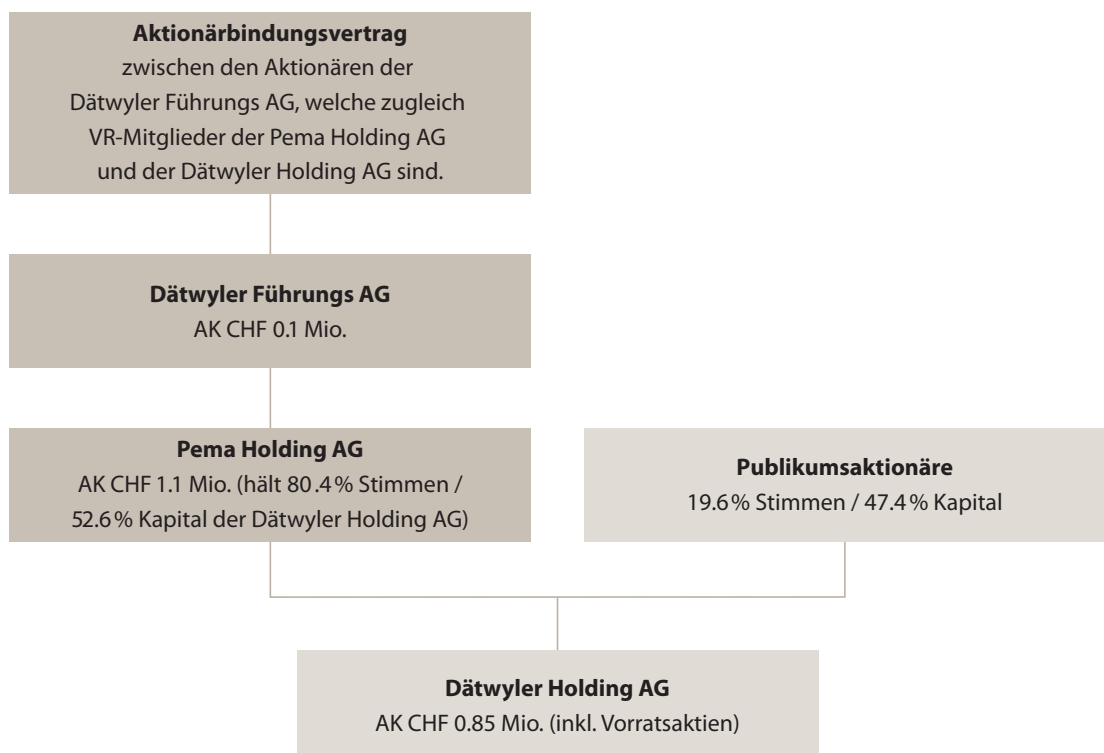 Aktionärbindungsvertrag
zwischen den Aktionären der
Dätwyler Führungs AG, welche zugleich
VR-Mitglieder der Pema Holding AG
und der Dätwyler Holding AG sind.
Dätwyler Führungs AG
AK CHF 0.1 Mio.
Pema Holding AG
AK CHF 1.1 Mio. (hält 80.4% Stimmen /
52.6% Kapital der Dätwyler Holding AG)
Publikumsaktionäre
19.6% Stimmen / 47.4% Kapital
Dätwyler Holding AG
AK CHF 0.85 Mio. (inkl. Vorratsaktien)